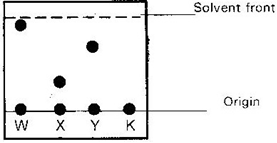 Solvent front
Origin
W X Y K